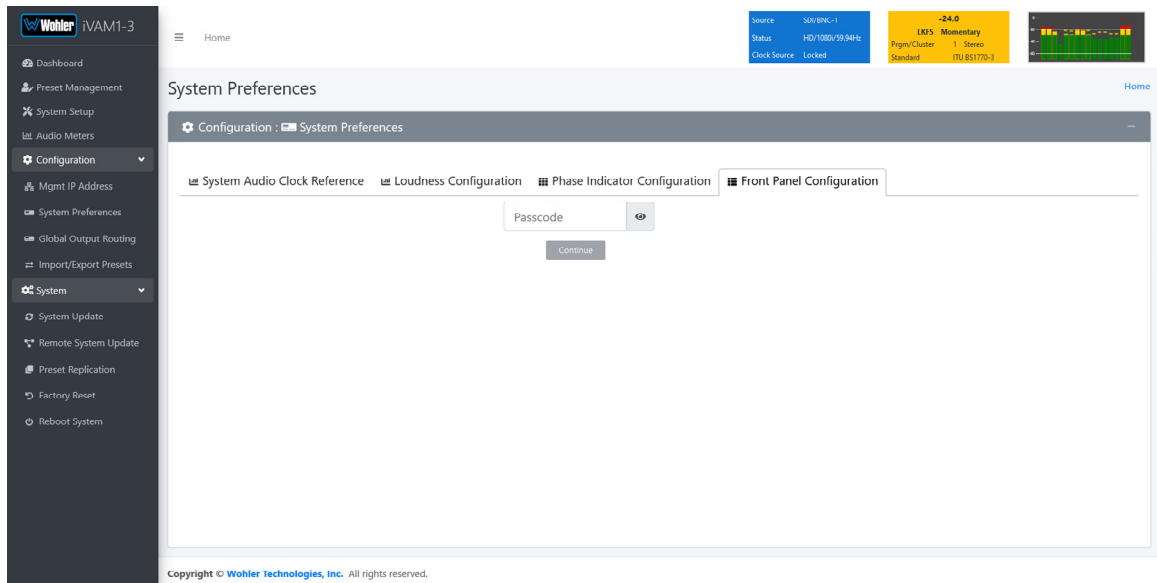 Wohler iVAM1-3
Dashboard
Preset Management
System Setup
Audio Meters
Configuration
Mgmt IP Address
System Preferences
Global Output Routing
Import/Export Presets
System
System Update
Remote System Update
Preset Replication
Factory Reset
Reboot System
Home
Source SDI/BNC-1
Status HD/1080i/59.94Hz
Clock Source Locked
-24.0
LKFS Momentary
Prgm/Cluster 1 Stereo
Standard ITU BS1770-3
System Preferences
Home
Configuration : System Preferences
System Audio Clock Reference Loudness Configuration Phase Indicator Configuration Front Panel Configuration
Passcode
Continue
Copyright © Wohler Technologies, Inc. All rights reserved.